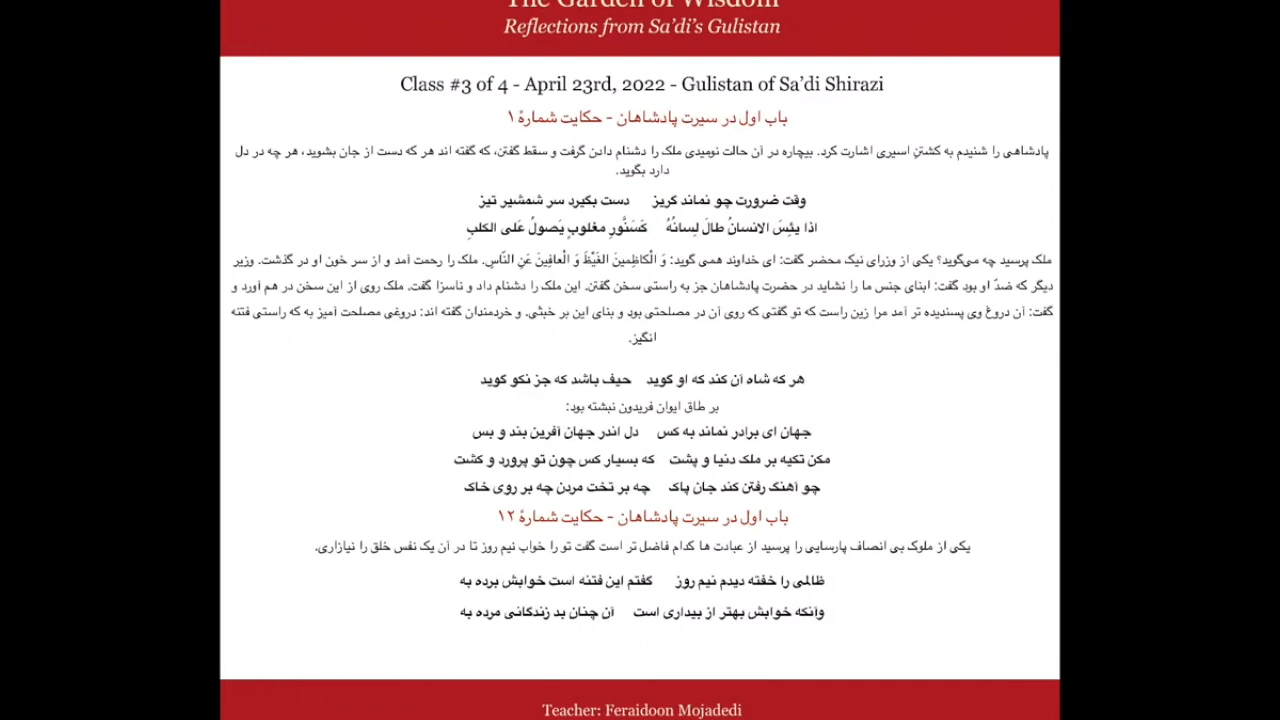 The Garden of Wisdom
Reflections from Sa’di’s Gulistan
Class #3 of 4 - April 23rd, 2022 - Gulistan of Sa’di Shirazi
باب اول در سیرت پادشاهان - حکایت شمارهٔ ۱
پادشاهی را شنیدم به کشتنِ اسیری اشارت کرد. بیچاره در آن حالت نومیدی ملک را دشنام دادن گرفت و سقط گفتن، که گفته اند هر که دست از جان بشوید، هر چه در دل
دارد بگوید.
وقت ضرورت چو نماند گریز دست بگیرد سر شمشیر تیز
اذا یئِسَ الانسانُ طالَ لِسانُهُ کَسَنَّورِ مغلوبٍ یَصولُ عَلی الکلبِ
ملک پرسید چه می‌گوید؟ یکی از وزرای نیک محضر گفت: ای خداوند همی گوید: وَ الْکاظِمینَ الغَیْظَ وَ الْعافِینَ عَنِ النّاسِ. ملک را رحمت آمد و از سر خون او در گذشت. وزیر
دیگر که ضدّ او بود گفت: ابنای جنس ما را نشاید در حضرت پادشاهان جز به راستی سخن گفتن. این ملک را دشنام داد و ناسزا گفت. ملک روی از این سخن در هم آورد و
گفت: آن دروغ وی پسندیده تر آمد مرا زین راست که تو گفتی که روی آن در مصلحتی بود و بنای این بر خبثی. و خردمندان گفته اند: دروغی مصلحت آمیز به که راستی فتنه
انگیز.
هر که شاه آن کند که او گوید حیف باشد که جز نکو گوید
بر طاق ایوان فریدون نبشته بود:
جهان ای برادر نماند به کس دل اندر جهان آفرین بند و بس
مکن تکیه بر ملک دنیا و پشت که بسیار کس چون تو پرورد و کشت
چو آهنگ رفتن کند جان پاک چه بر تخت مردن چه بر روی خاک
باب اول در سیرت پادشاهان - حکایت شمارهٔ ۱۲
یکی از ملوک بی انصاف پارسایی را پرسید از عبادت ها کدام فاضل تر است گفت تو را خواب نیم روز تا در آن یک نفس خلق را نیازاری.
ظالمی را خفته دیدم نیم روز گفتم این فتنه است خوابش برده به
وآنکه خوابش بهتر از بیداری است آن چنان بد زندگانی مرده به
Teacher: Feraidoon Mojadedi